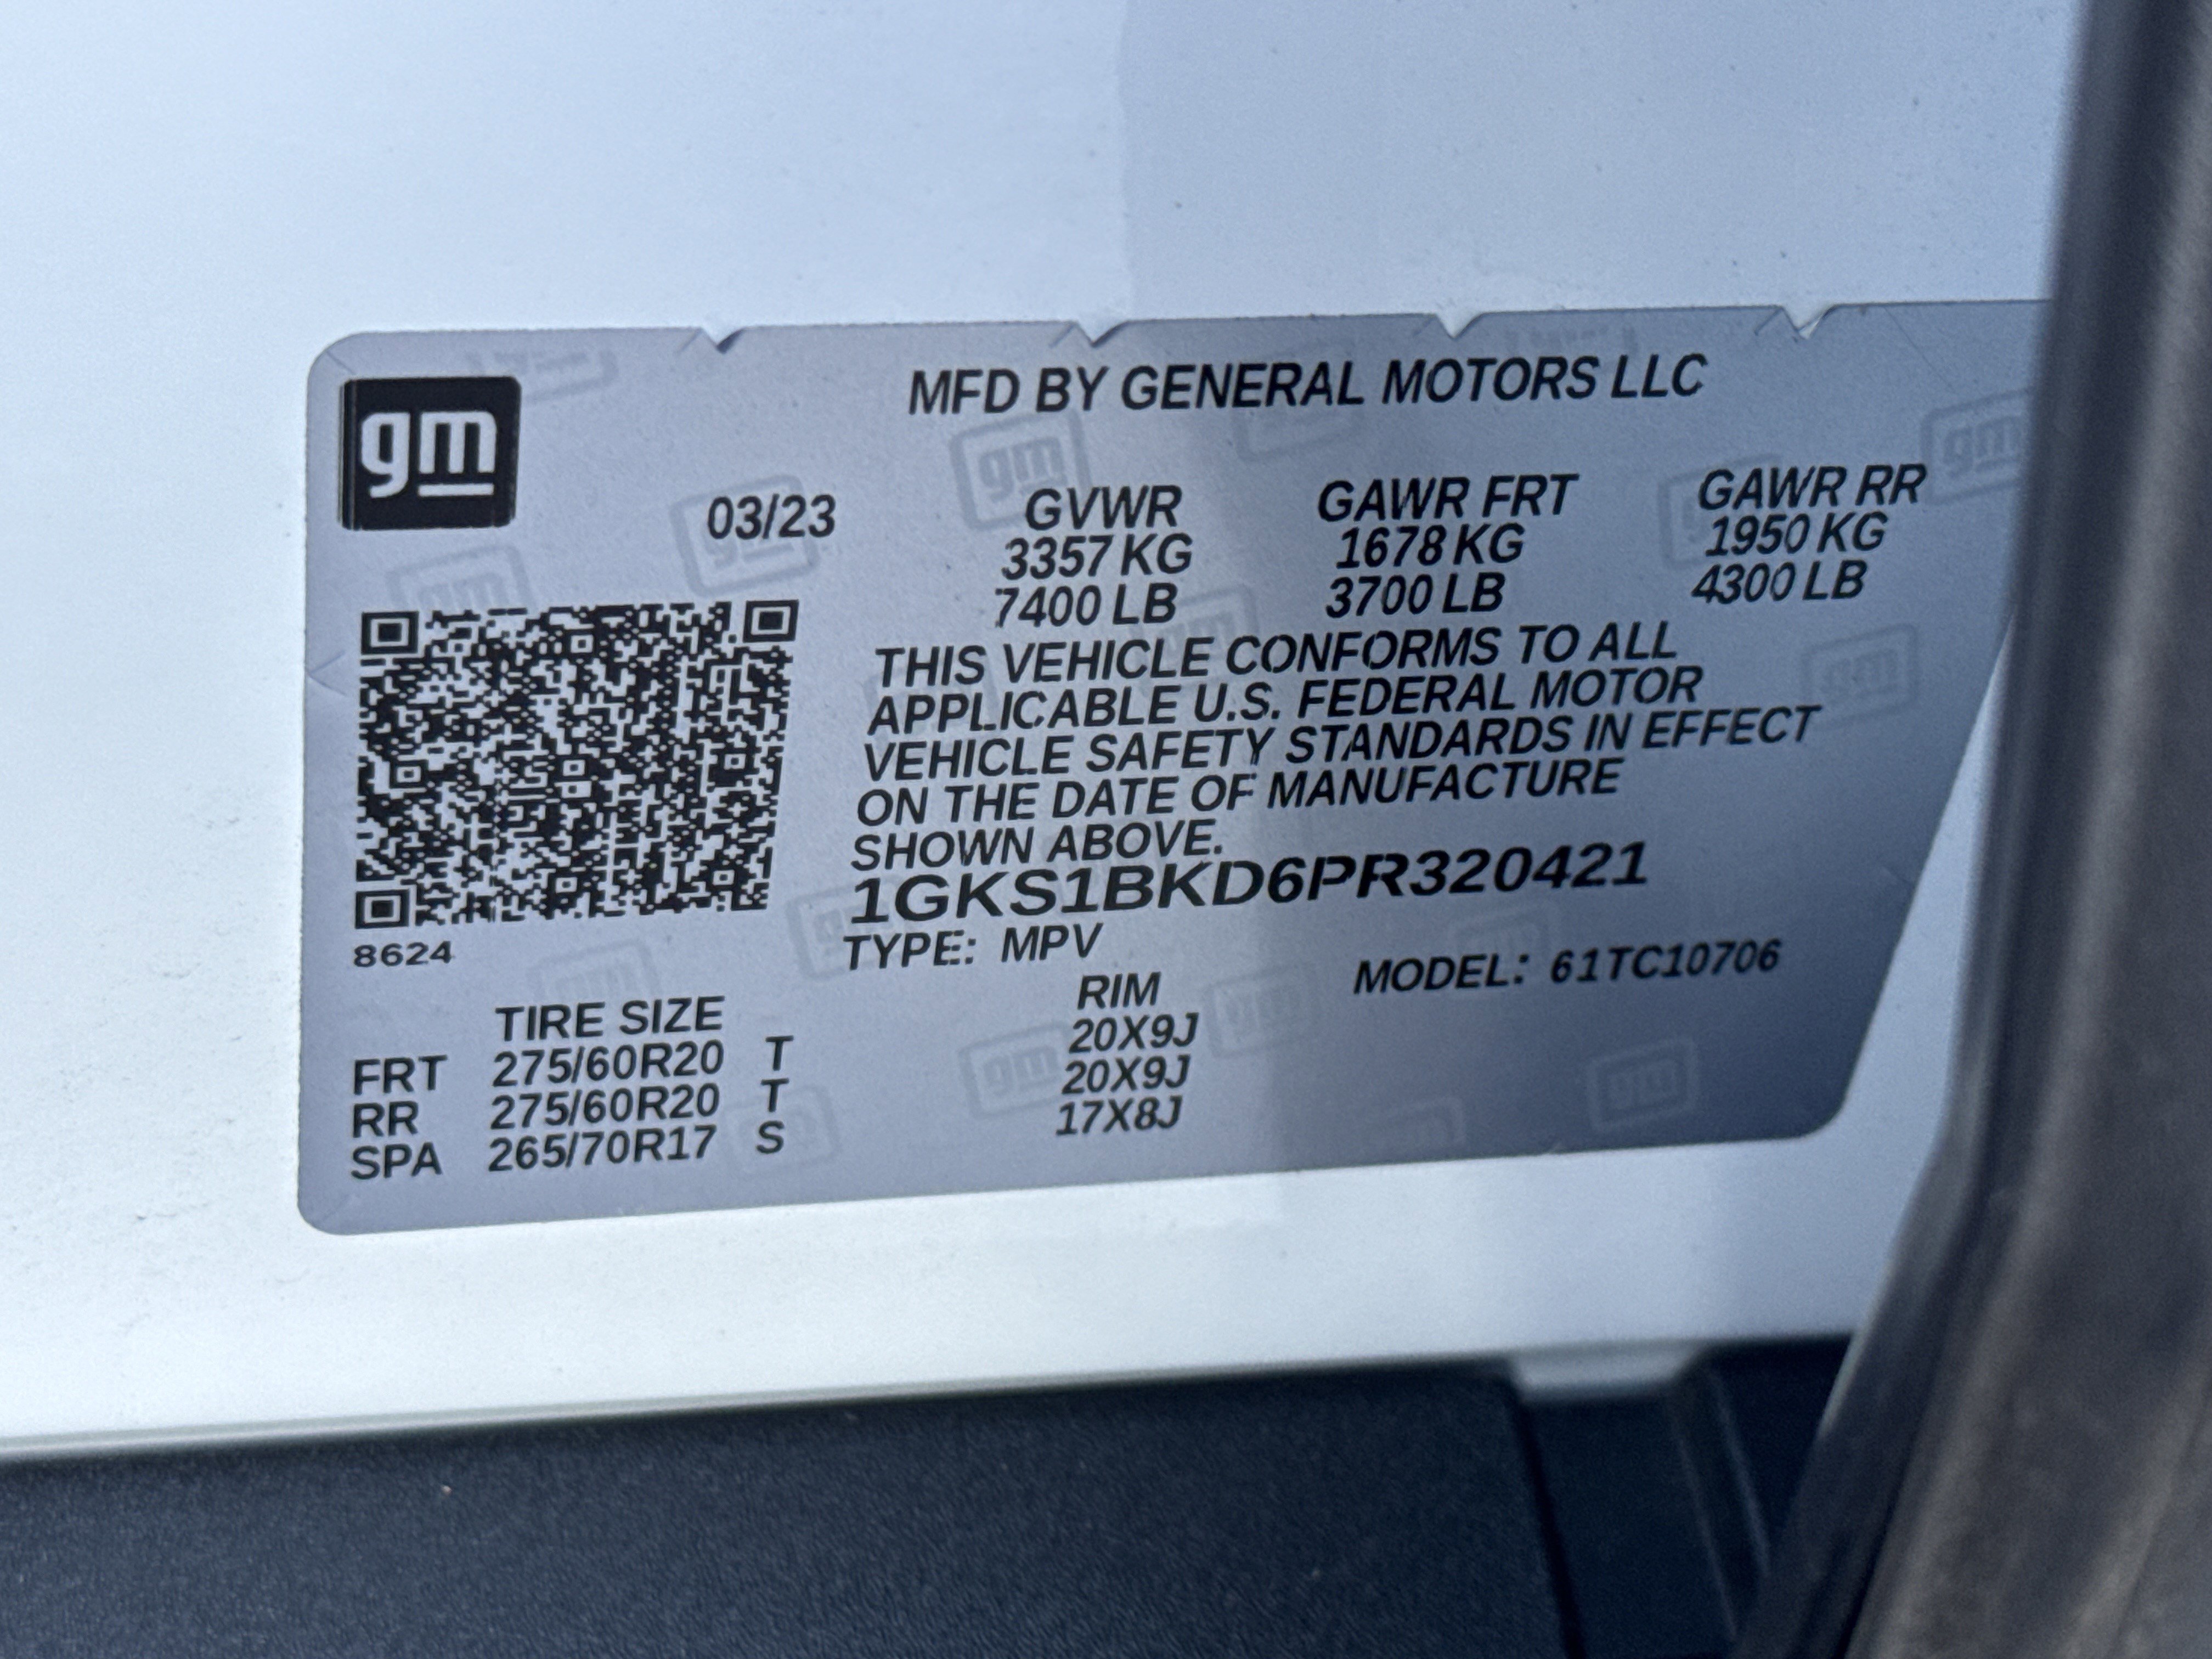 gm
MFD BY GENERAL MOTORS LLC
03/23 GVWR GAWR FRT GAWR RR
3357 KG 1678 KG 1950 KG
7400 LB 3700 LB 4300 LB
THIS VEHICLE CONFORMS TO ALL
APPLICABLE U.S. FEDERAL MOTOR
VEHICLE SAFETY STANDARDS IN EFFECT
ON THE DATE OF MANUFACTURE
SHOWN ABOVE.
1GKS1BKD6PR320421
8624
TYPE: MPV MODEL: 61TC10706
TIRE SIZE RIM
FRT 275/60R20 T 20X9J
RR 275/60R20 T 20X9J
SPA 265/70R17 S 17X8J